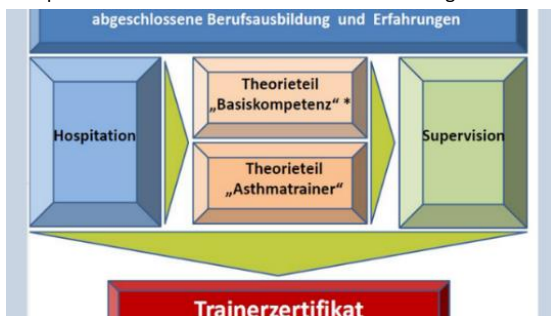 abgeschlossene Berufsausbildung und Erfahrungen
Hospitation
Theorieteil
„Basiskompetenz“ *
Theorieteil
„Asthmatrainer“
Supervision
Trainerzertifikat